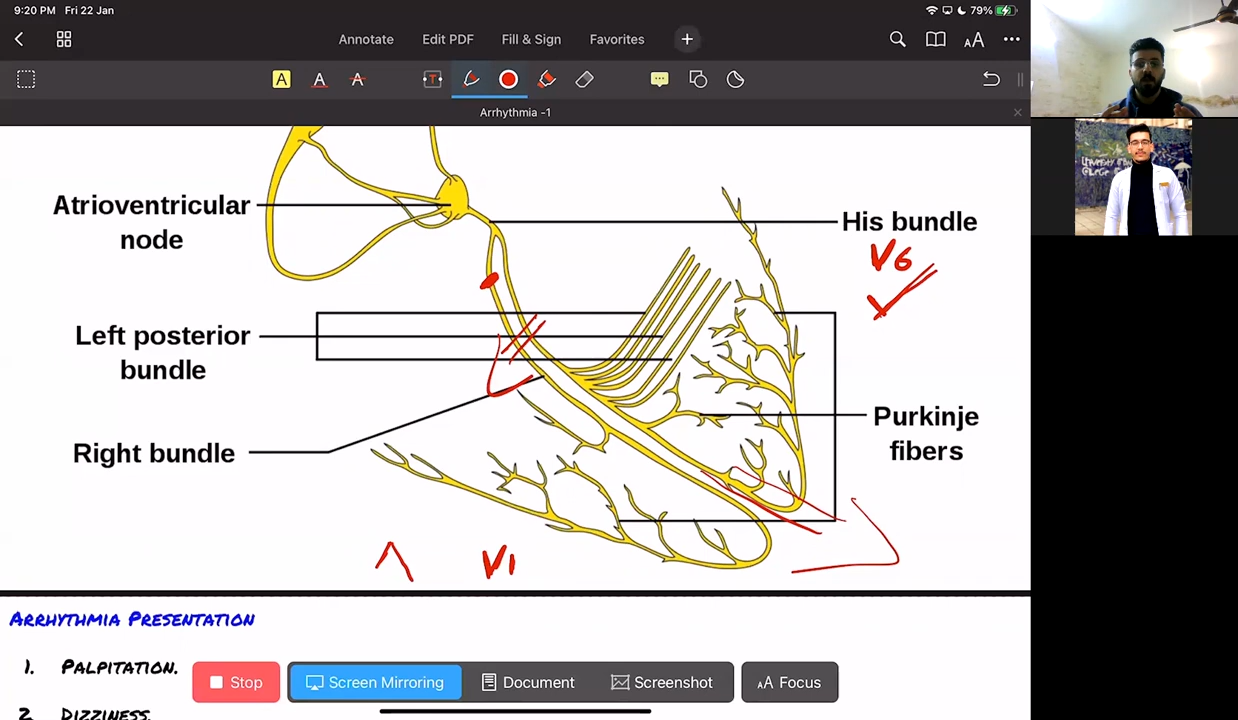 9:20 PM Fri 22 Jan
79%
Annotate Edit PDF Fill & Sign Favorites +
AA
A A A T
Arrhythmia -1
Atrioventricular
node
His bundle
V6
Left posterior
bundle
Purkinje
fibers
Right bundle
V1
ARRHYTHMIA PRESENTATION
1. PALPITATION.
Stop Screen Mirroring Document Screenshot AA Focus
2. DIZZINESS.